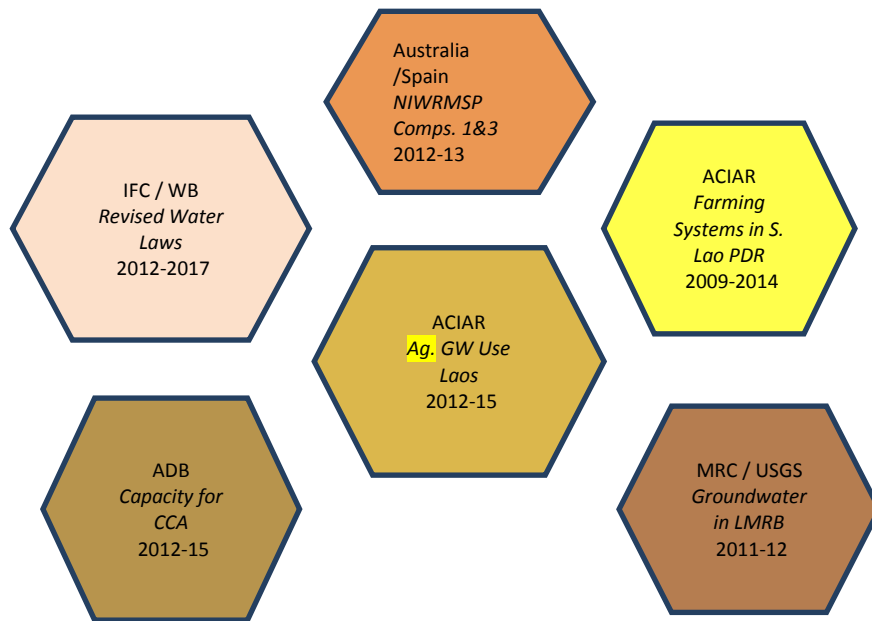 Australia
/Spain
NIWRMSP
Comps. 1&3
2012-13
IFC / WB
Revised Water
Laws
2012-2017
ACIAR
Farming
Systems in S.
Lao PDR
2009-2014
ACIAR
Ag. GW Use
Laos
2012-15
ADB
Capacity for
CCA
2012-15
MRC / USGS
Groundwater
in LMRB
2011-12